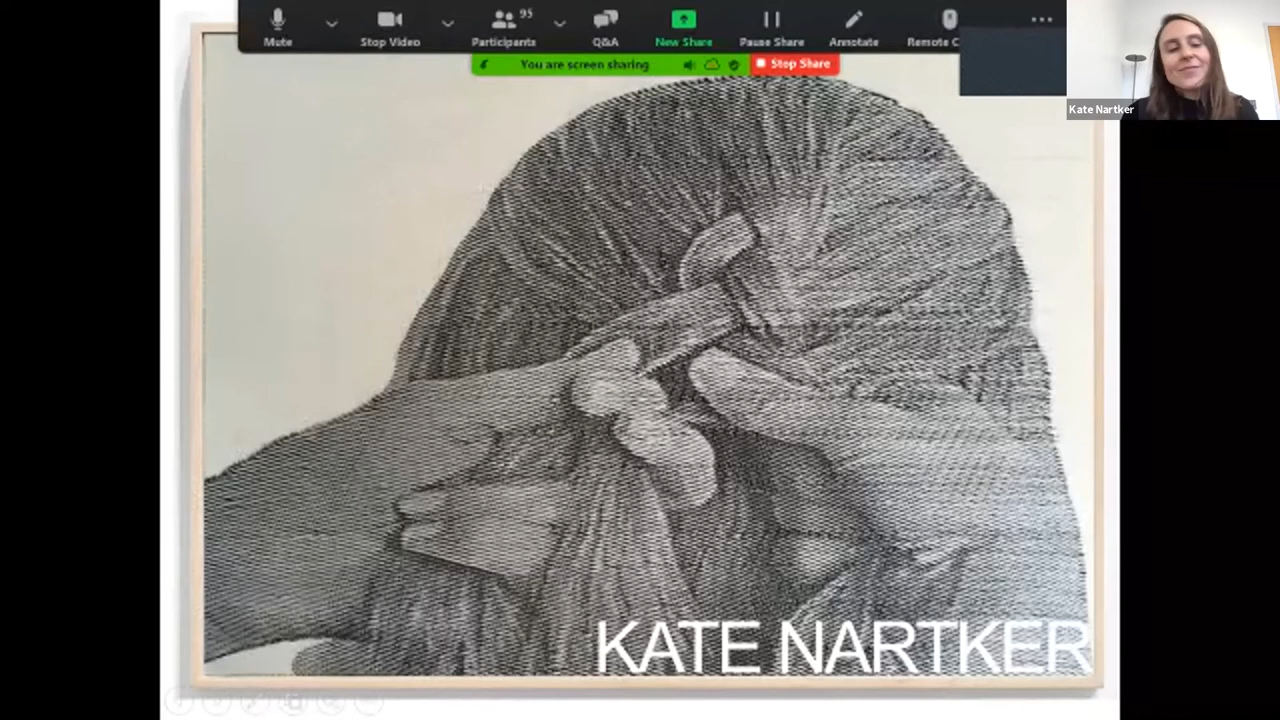 95
Mute
Stop Video
Participants
Q&A
New Share
Pause Share
Annotate
Remote C
You are screen sharing
Stop Share
Kate Nartker
KATE NARTKER